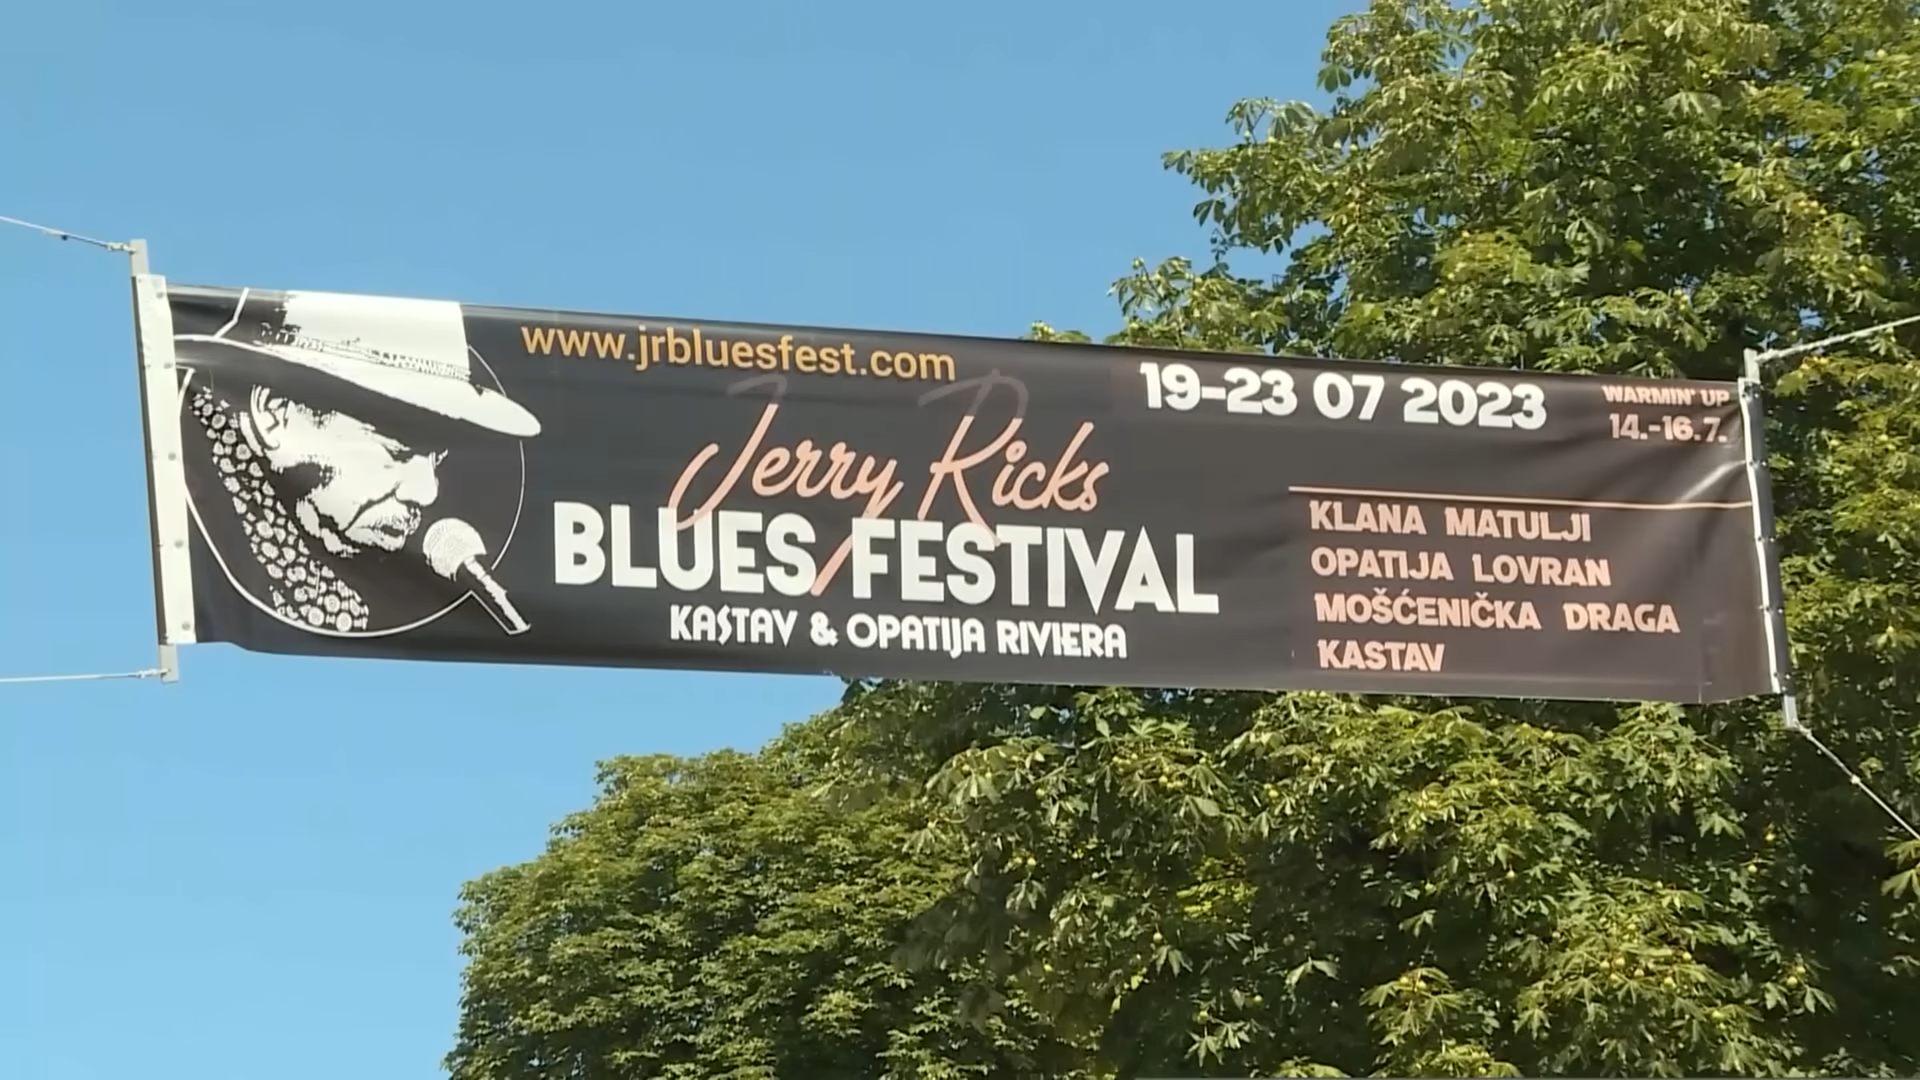 www.jrbluesfest.com
Jerry Ricks
BLUES FESTIVAL
KASTAV & OPATIJA RIVIERA
19-23 07 2023
WARMIN' UP
14.-16.7.
KLANA MATULJI
OPATIJA LOVRAN
MOŠĆENIČKA DRAGA
KASTAV